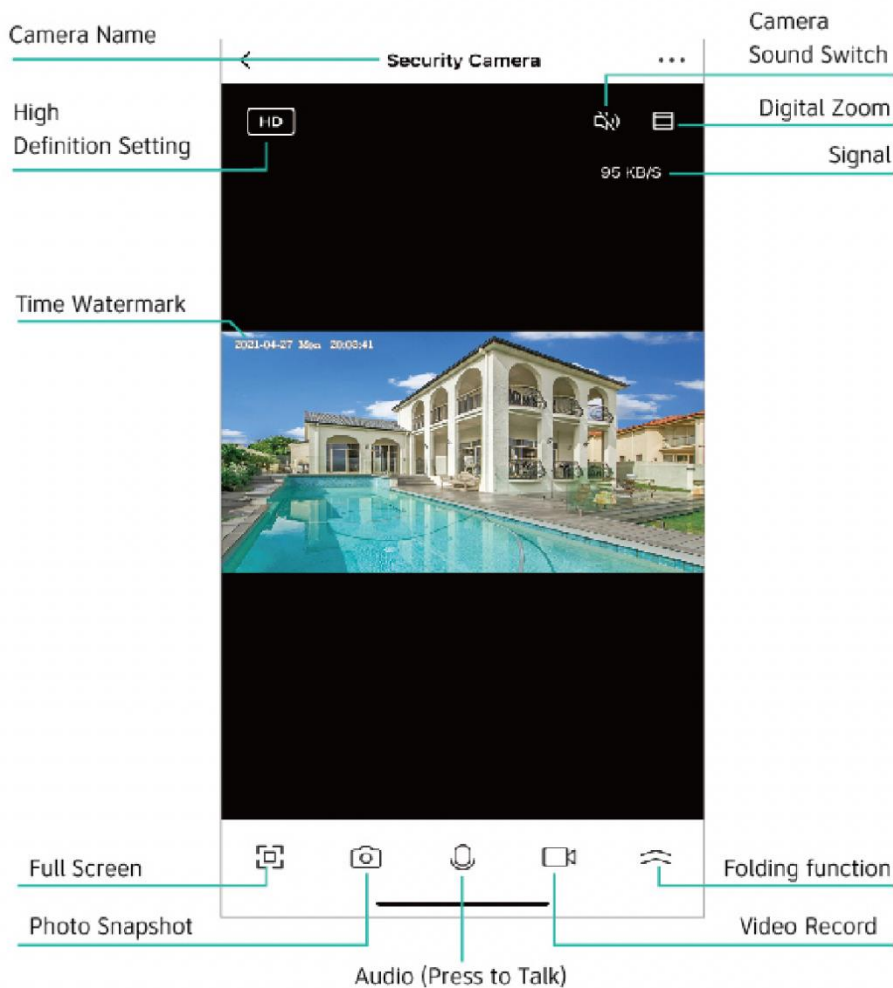 Camera Name
Camera
Sound Switch
Security Camera
High
Definition Setting
HD
Digital Zoom
Signal
95 KB/S
Time Watermark
2021-04-27 Mon 20:03:41
Full Screen
Folding function
Photo Snapshot
Video Record
Audio (Press to Talk)